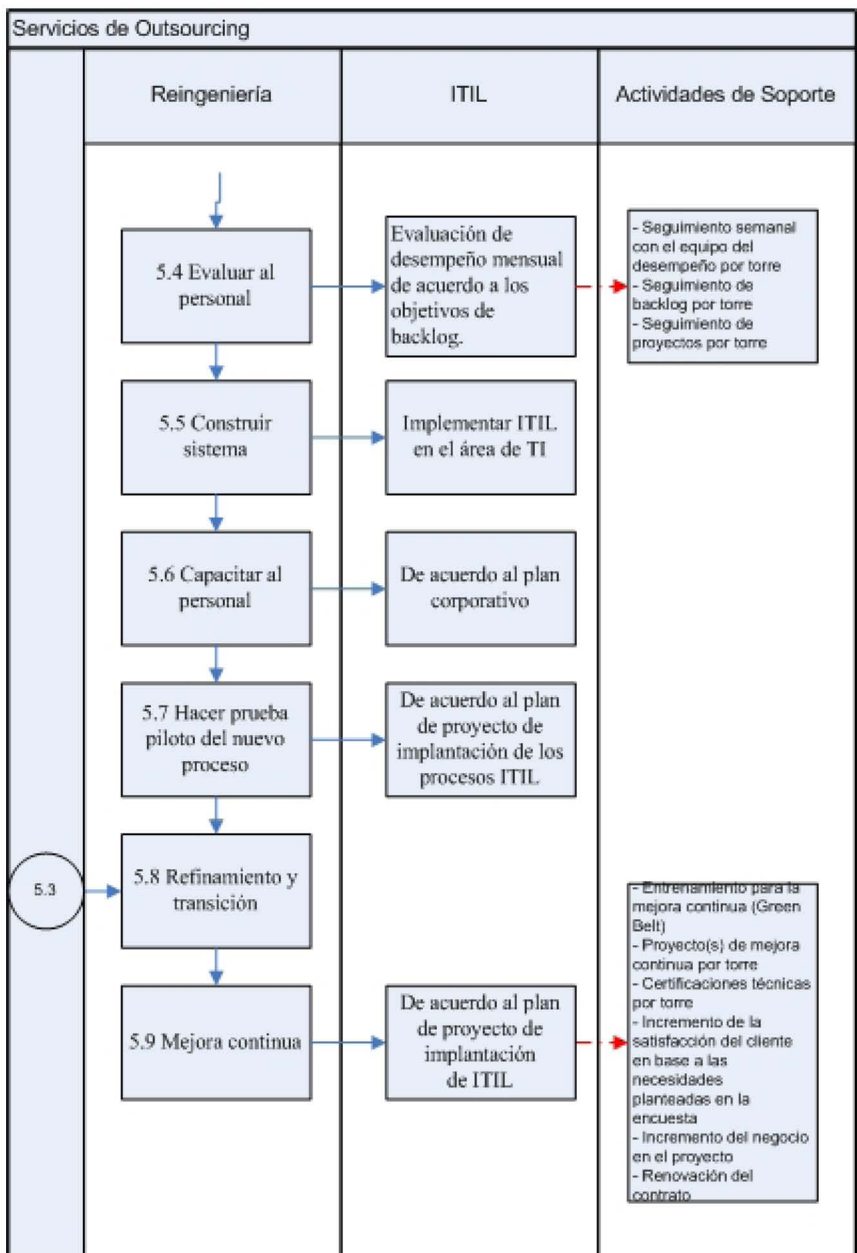 Servicios de Outsourcing
Reingeniería
ITIL
Actividades de Soporte
5.4 Evaluar al
personal
Evaluación de
desempeño mensual
de acuerdo a los
objetivos de
backlog.
- Seguimiento semanal
con el equipo del
desempeño por torre
- Seguimiento de
backlog por torre
- Seguimiento de
proyectos por torre
5.5 Construir
sistema
Implementar ITIL
en el área de TI
5.6 Capacitar al
personal
De acuerdo al plan
corporativo
5.7 Hacer prueba
piloto del nuevo
proceso
De acuerdo al plan
de proyecto de
implantación de los
procesos ITIL
5.3
5.8 Refinamiento y
transición
5.9 Mejora continua
De acuerdo al plan
de proyecto de
implantación
de ITIL
- Entrenamiento para la
mejora continua (Green
Belt)
- Proyecto(s) de mejora
continua por torre
- Certificaciones técnicas
por torre
- Incremento de la
satisfacción del cliente
en base a las
necesidades
planteadas en la
encuesta
- Incremento del negocio
en el proyecto
- Renovación del
contrato